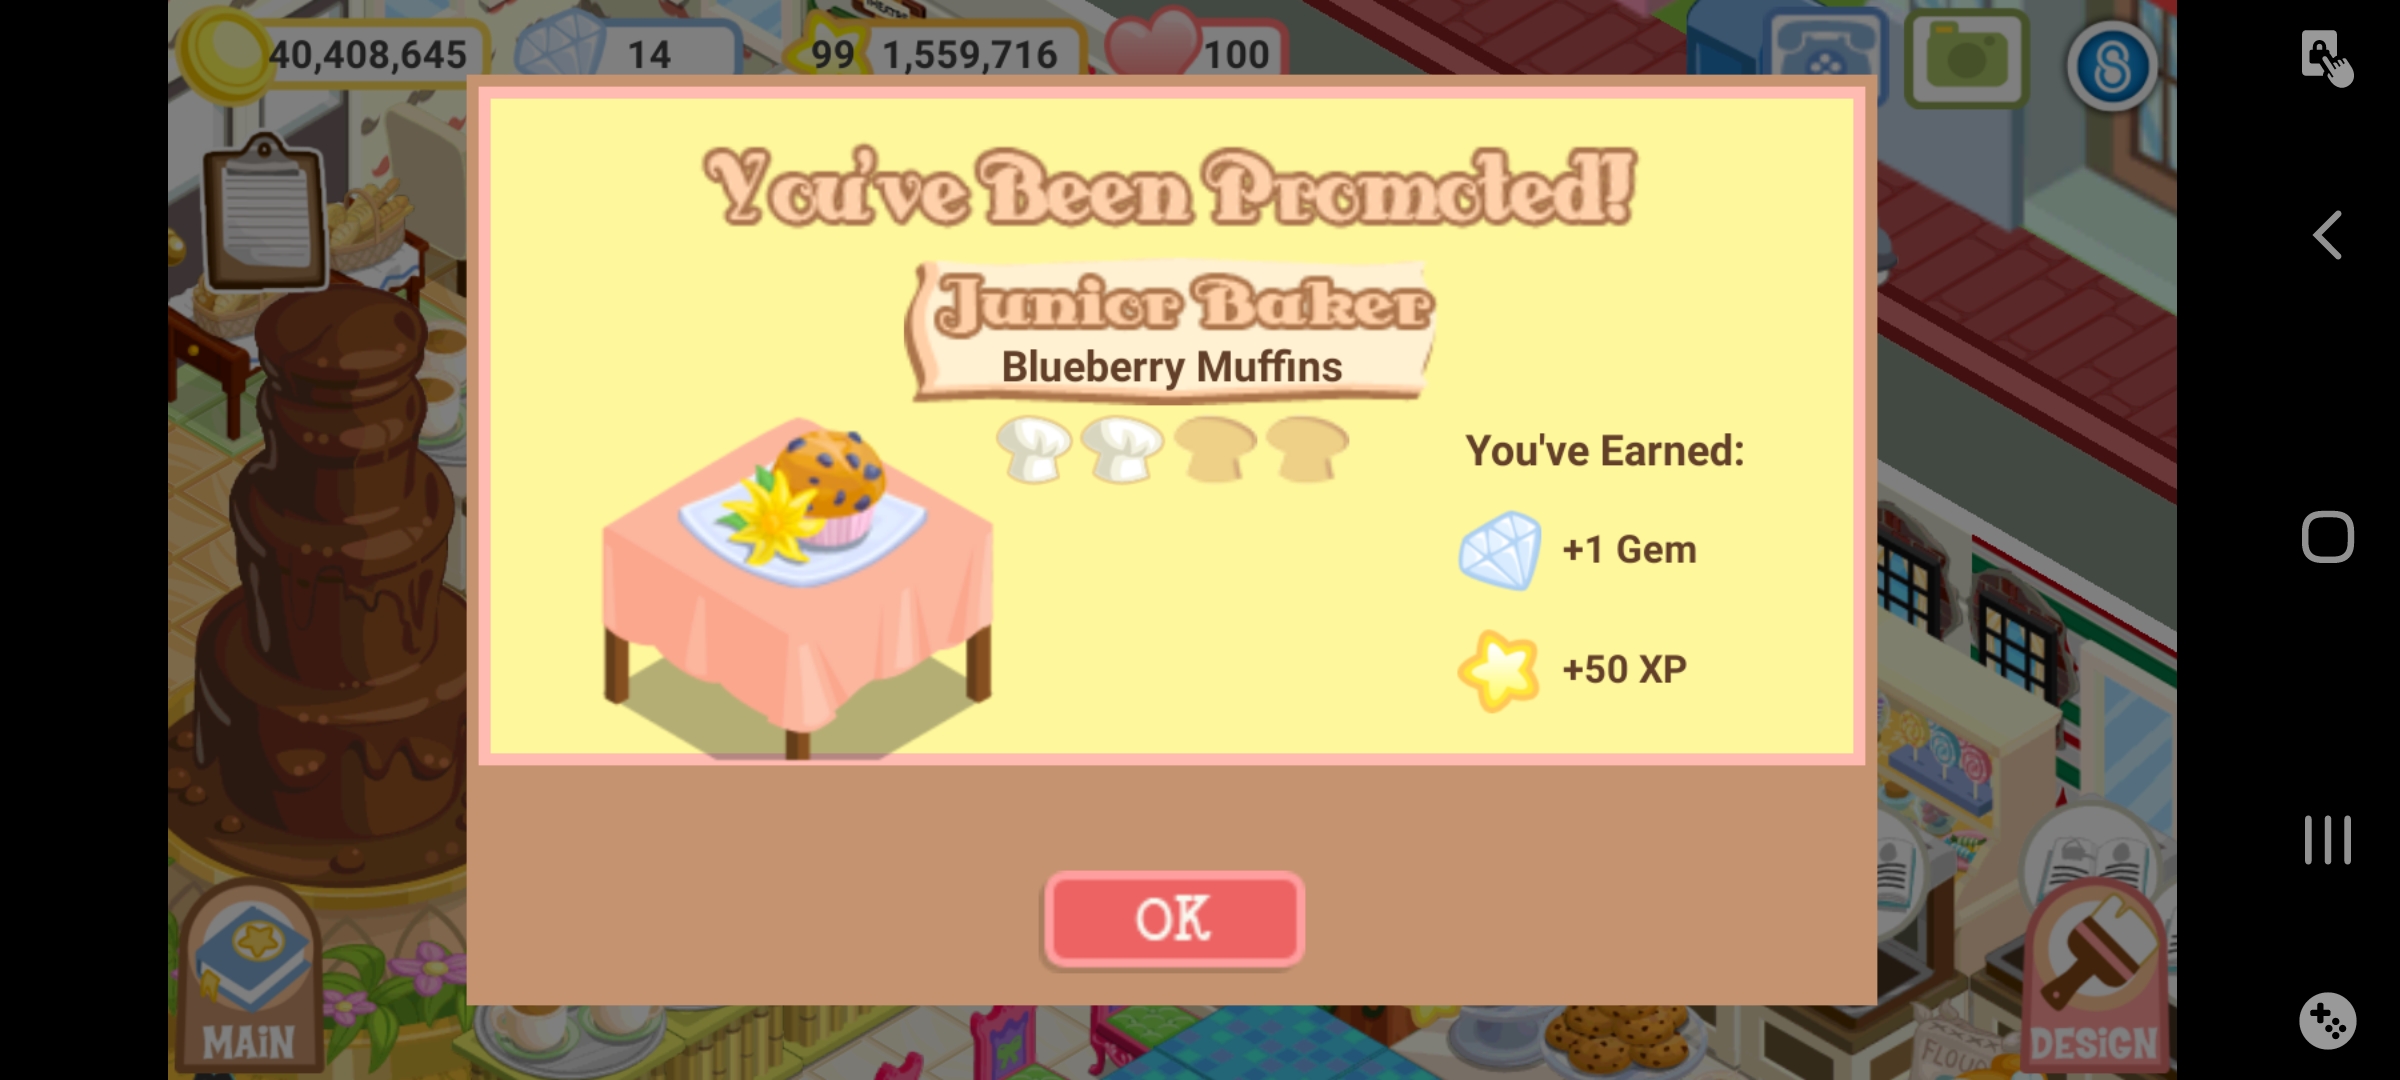 40,408,645 14 99 1,559,716 100
You've Been Promoted!
Junior Baker
Blueberry Muffins
You've Earned:
+1 Gem
+50 XP
OK
MAiN
DESiGN
FLOUR